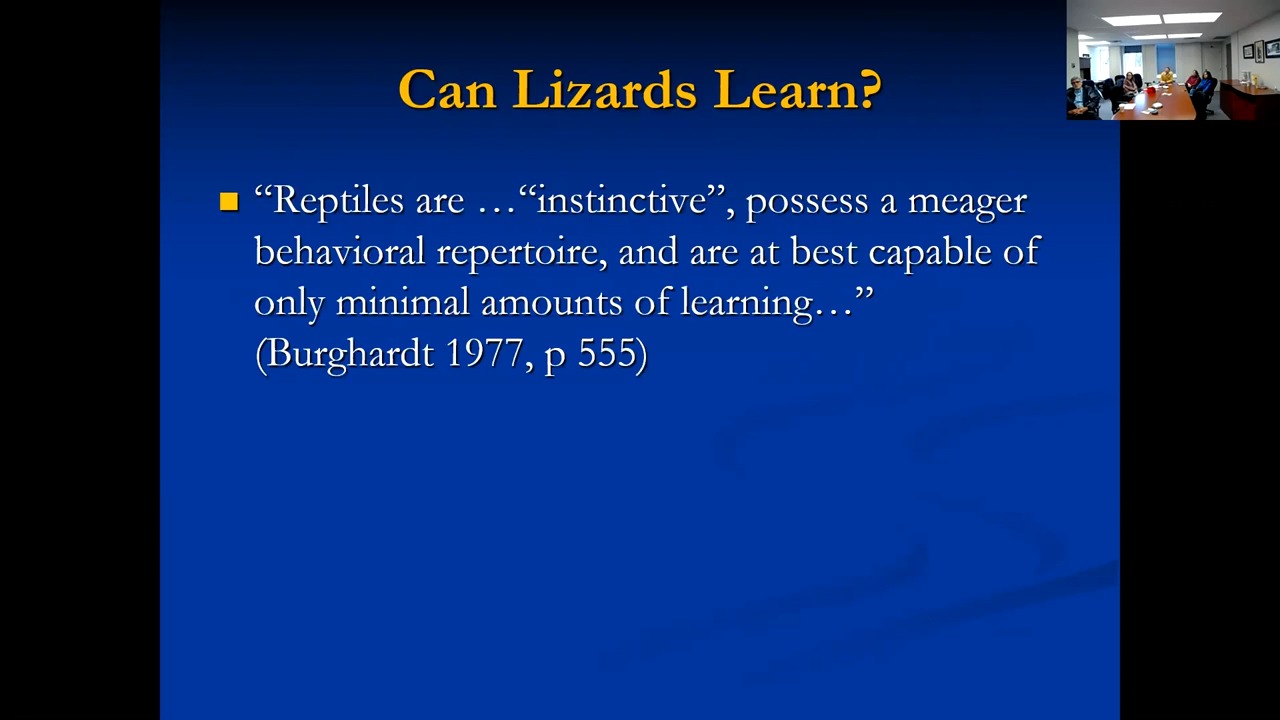 Can Lizards Learn?
“Reptiles are …“instinctive”, possess a meager
behavioral repertoire, and are at best capable of
only minimal amounts of learning…”
(Burghardt 1977, p 555)